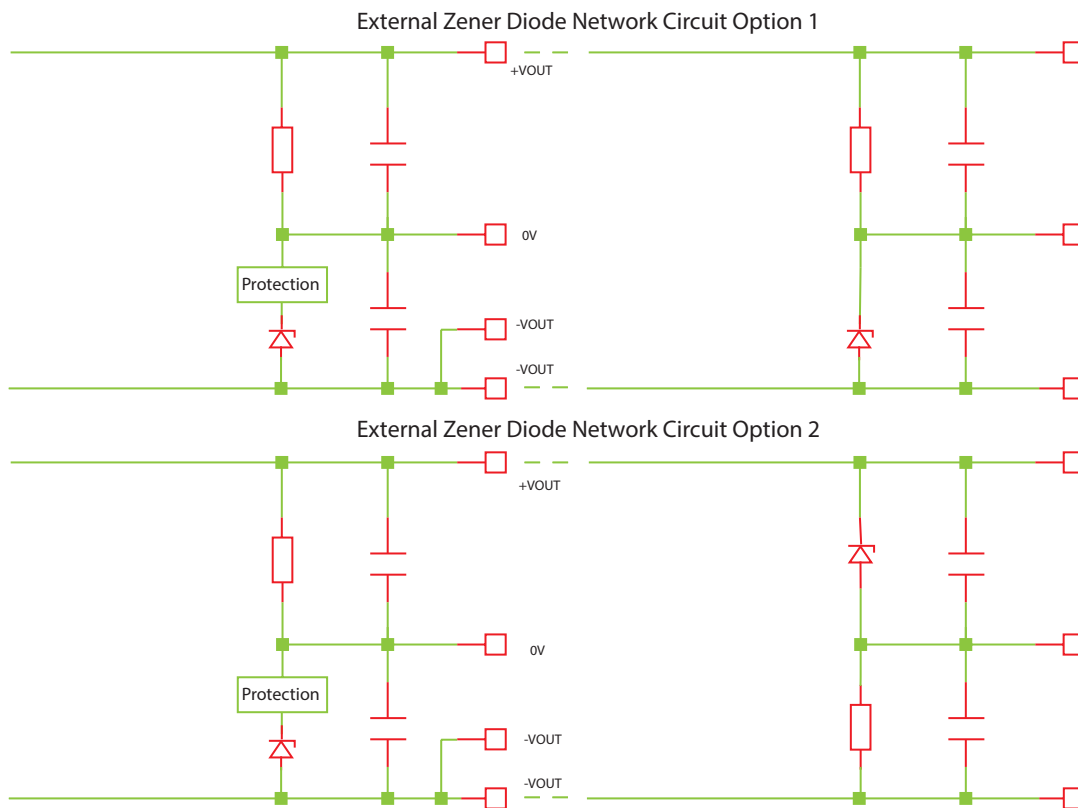 External Zener Diode Network Circuit Option 1
+VOUT
0V
Protection
-VOUT
-VOUT
External Zener Diode Network Circuit Option 2
+VOUT
0V
Protection
-VOUT
-VOUT